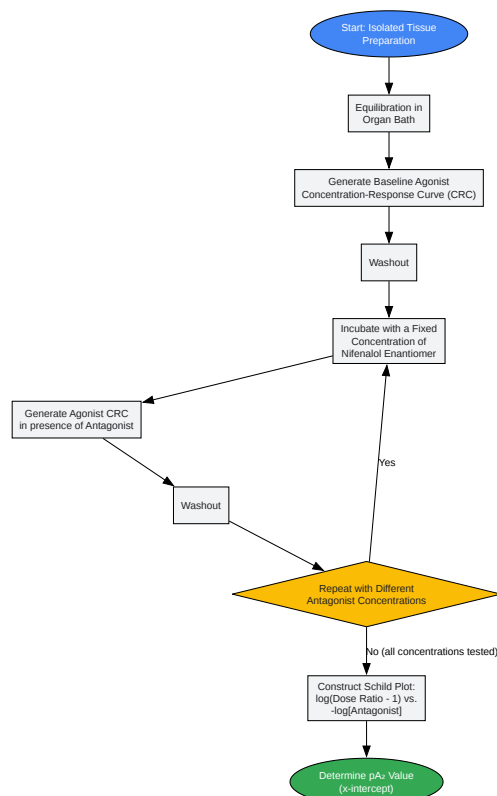 Start: Isolated Tissue
Preparation
Equilibration in
Organ Bath
Generate Baseline Agonist
Concentration-Response Curve (CRC)
Washout
Incubate with a Fixed
Concentration of
Nifenalol Enantiomer
Generate Agonist CRC
in presence of Antagonist
Washout
Yes
Repeat with Different
Antagonist Concentrations
No (all concentrations tested)
Construct Schild Plot:
log(Dose Ratio - 1) vs.
-log[Antagonist]
Determine pA₂ Value
(x-intercept)